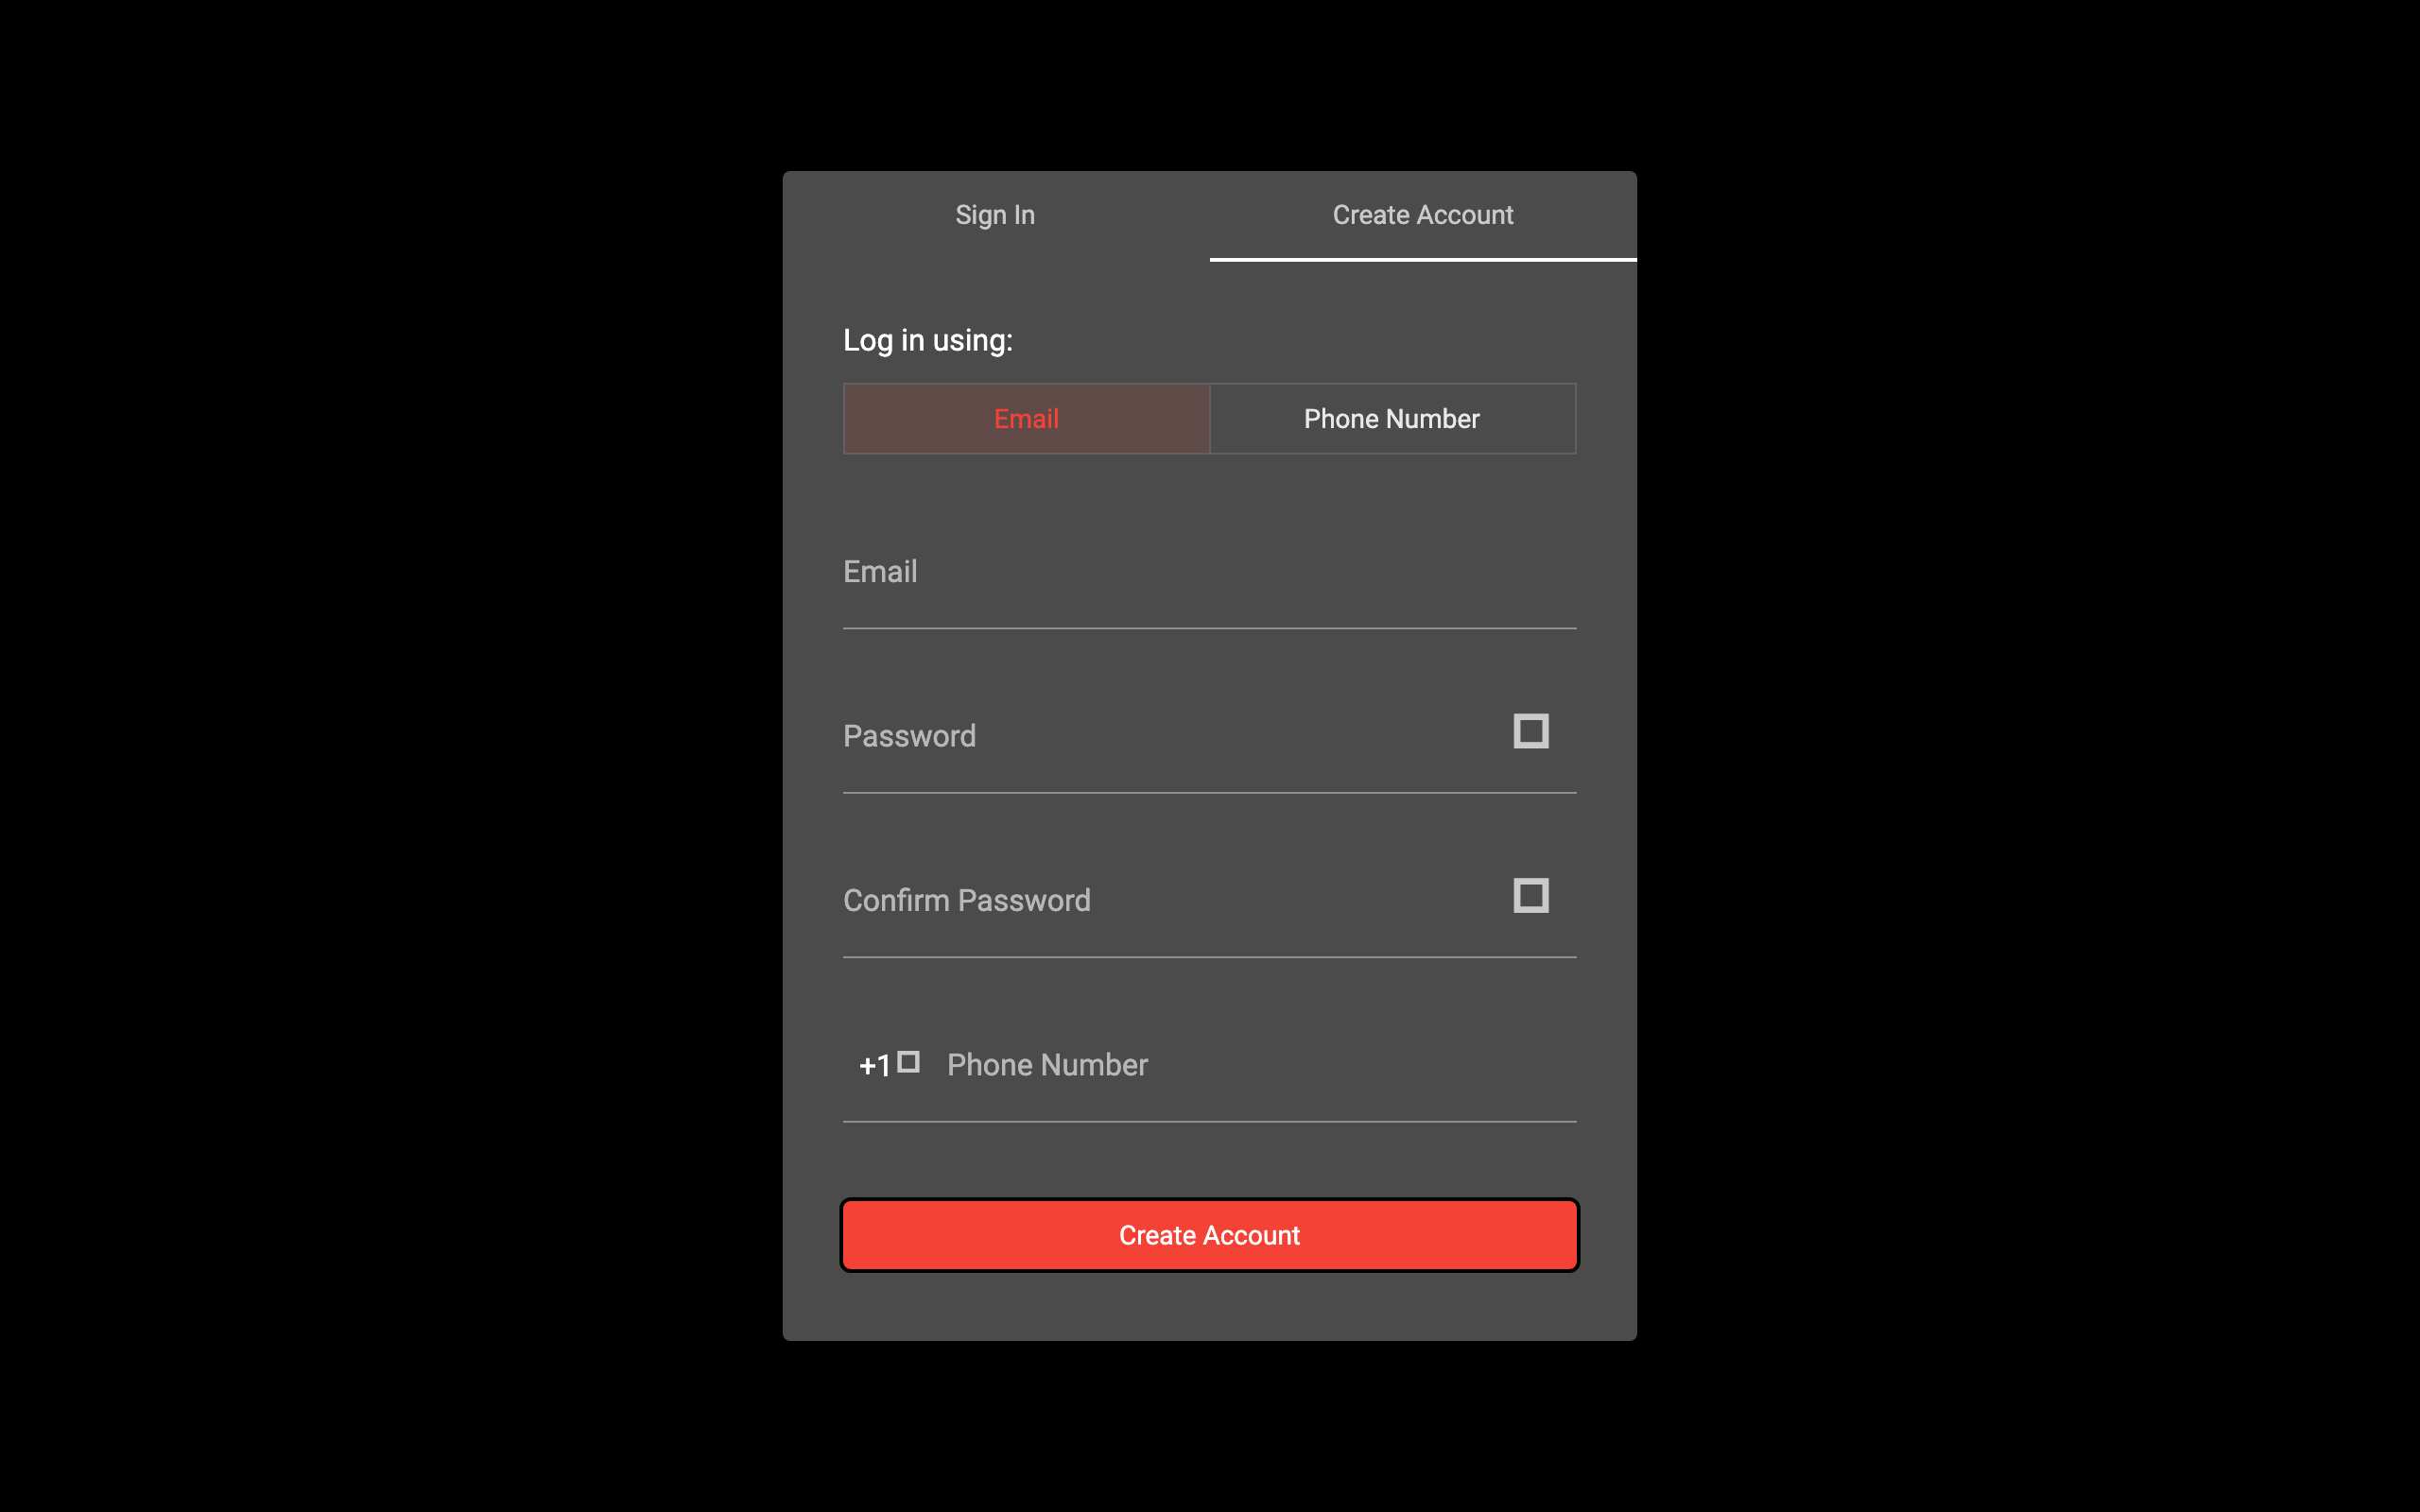 Sign In Create Account
Log in using:
Email Phone Number
Email
Password
Confirm Password
+1 Phone Number
Create Account